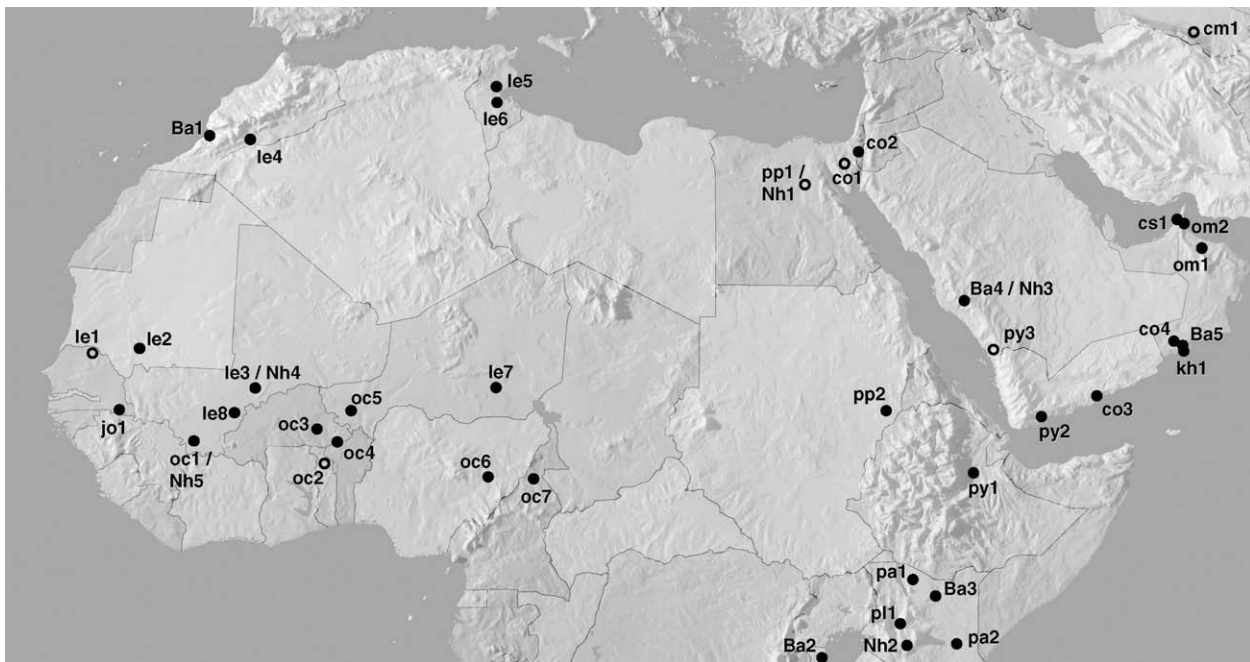 cm1
le5
le6
Ba1
le4
co2
co1
pp1 /
Nh1
cs1
om2
om1
Ba4 / Nh3
py3
co4
Ba5
kh1
le1
le2
le3 / Nh4
le7
le8
oc5
oc3
oc4
jo1
oc1 /
Nh5
oc2
oc6
oc7
pp2
co3
py2
py1
pa1
Ba3
pl1
Nh2
pa2
Ba2